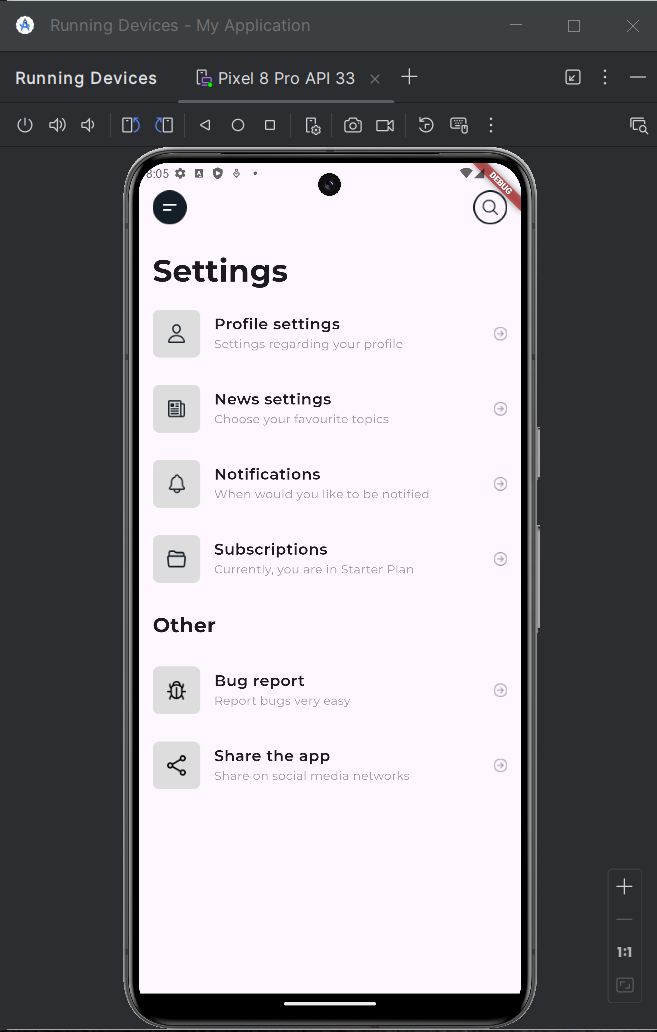 Running Devices - My Application
Running Devices
Pixel 8 Pro API 33
8:05
DEBUG
Settings
Profile settings
Settings regarding your profile
News settings
Choose your favourite topics
Notifications
When would you like to be notified
Subscriptions
Currently, you are in Starter Plan
Other
Bug report
Report bugs very easy
Share the app
Share on social media networks
1:1